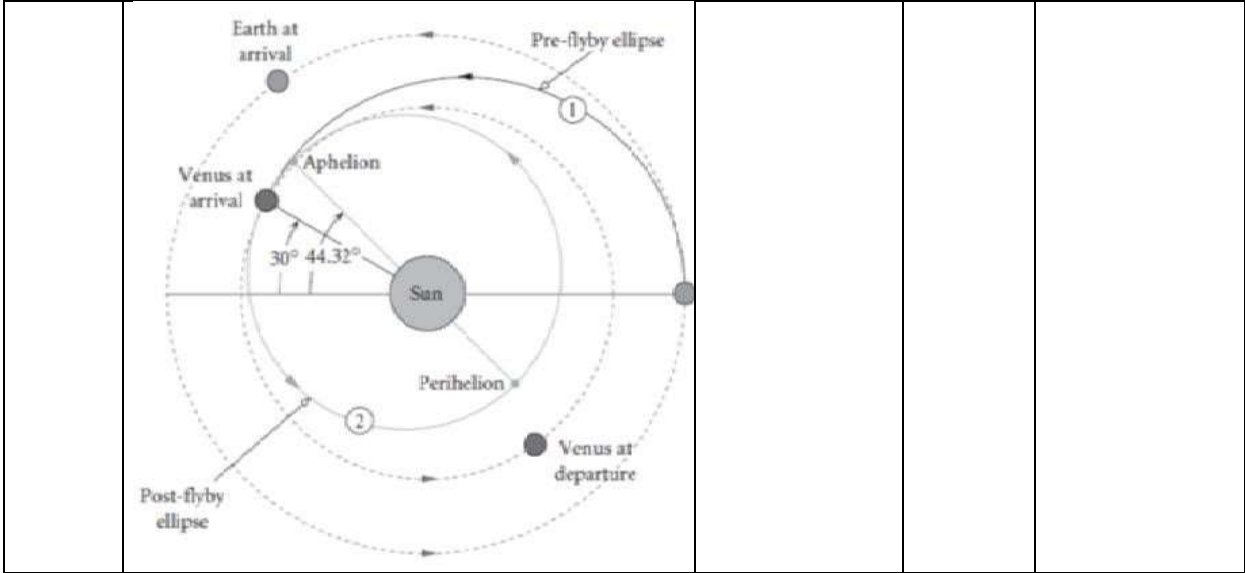 Earth at
arrival
Pre-flyby ellipse
1
Aphelion
Venus at
arrival
30° 44.32°
Sun
Perihelion
2
Venus at
departure
Post-flyby
ellipse